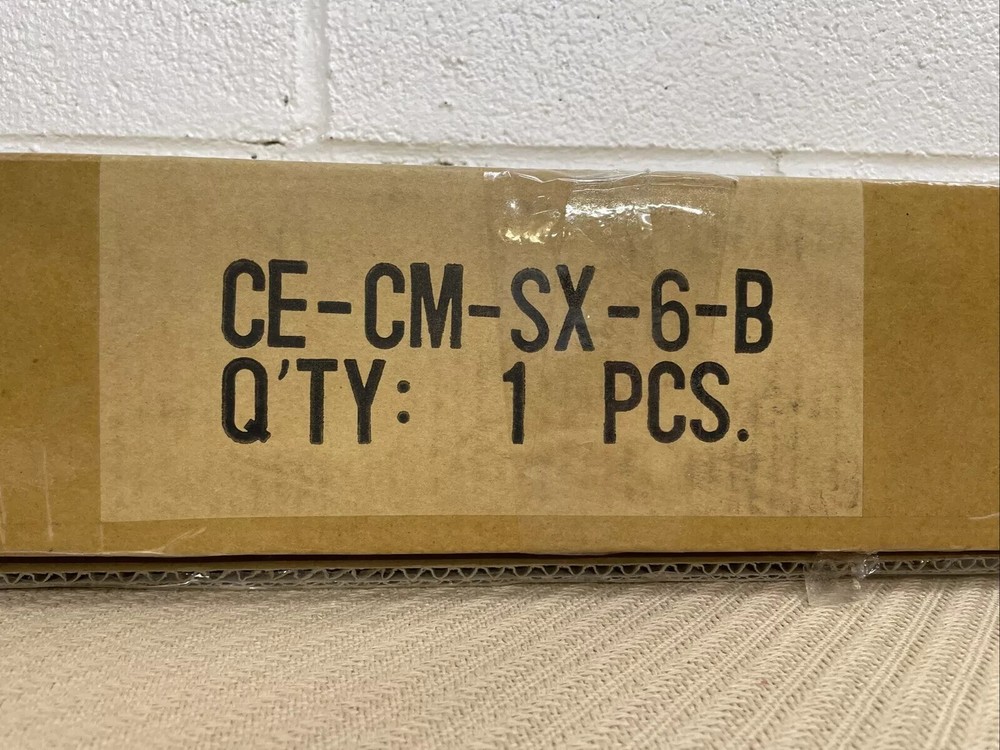 CE-CM-SX-6-B
Q'TY: 1 PCS.